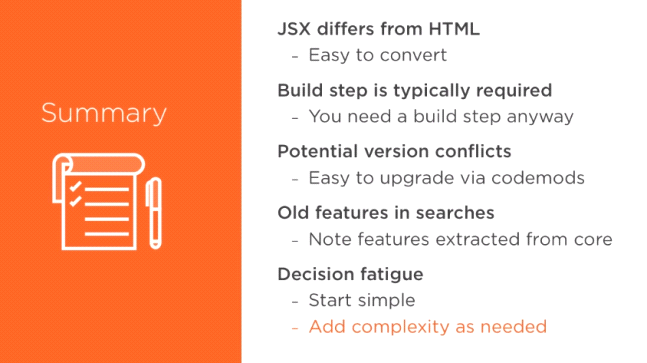 Summary
JSX differs from HTML
– Easy to convert
Build step is typically required
– You need a build step anyway
Potential version conflicts
– Easy to upgrade via codemods
Old features in searches
– Note features extracted from core
Decision fatigue
– Start simple
– Add complexity as needed